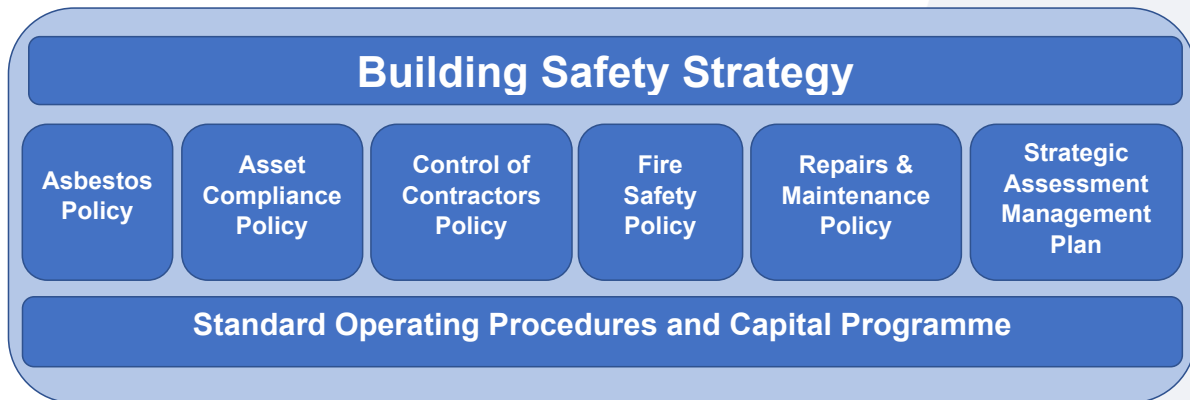 Building Safety Strategy
Asbestos
Policy
Asset
Compliance
Policy
Control of
Contractors
Policy
Fire
Safety
Policy
Repairs &
Maintenance
Policy
Strategic
Assessment
Management
Plan
Standard Operating Procedures and Capital Programme